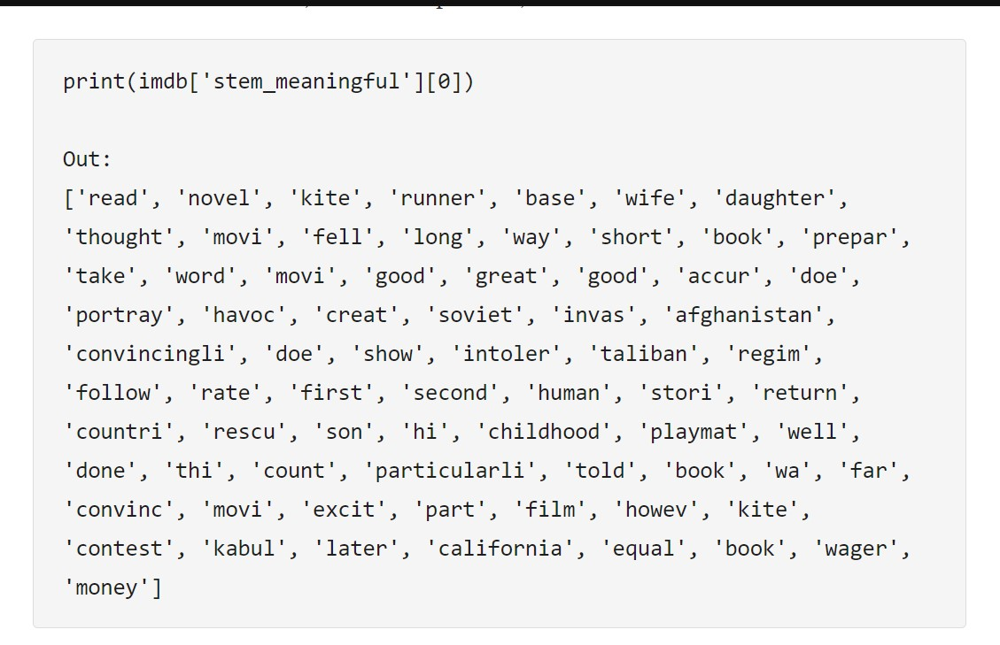 print(imdb['stem_meaningful'][0])
Out:
['read', 'novel', 'kite', 'runner', 'base', 'wife', 'daughter',
'thought', 'movi', 'fell', 'long', 'way', 'short', 'book', 'prepar',
'take', 'word', 'movi', 'good', 'great', 'good', 'accur', 'doe',
'portray', 'havoc', 'creat', 'soviet', 'invas', 'afghanistan',
'convincingli', 'doe', 'show', 'intoler', 'taliban', 'regim',
'follow', 'rate', 'first', 'second', 'human', 'stori', 'return',
'countri', 'rescu', 'son', 'hi', 'childhood', 'playmat', 'well',
'done', 'thi', 'count', 'particularli', 'told', 'book', 'wa', 'far',
'convinc', 'movi', 'excit', 'part', 'film', 'howev', 'kite',
'contest', 'kabul', 'later', 'california', 'equal', 'book', 'wager',
'money']